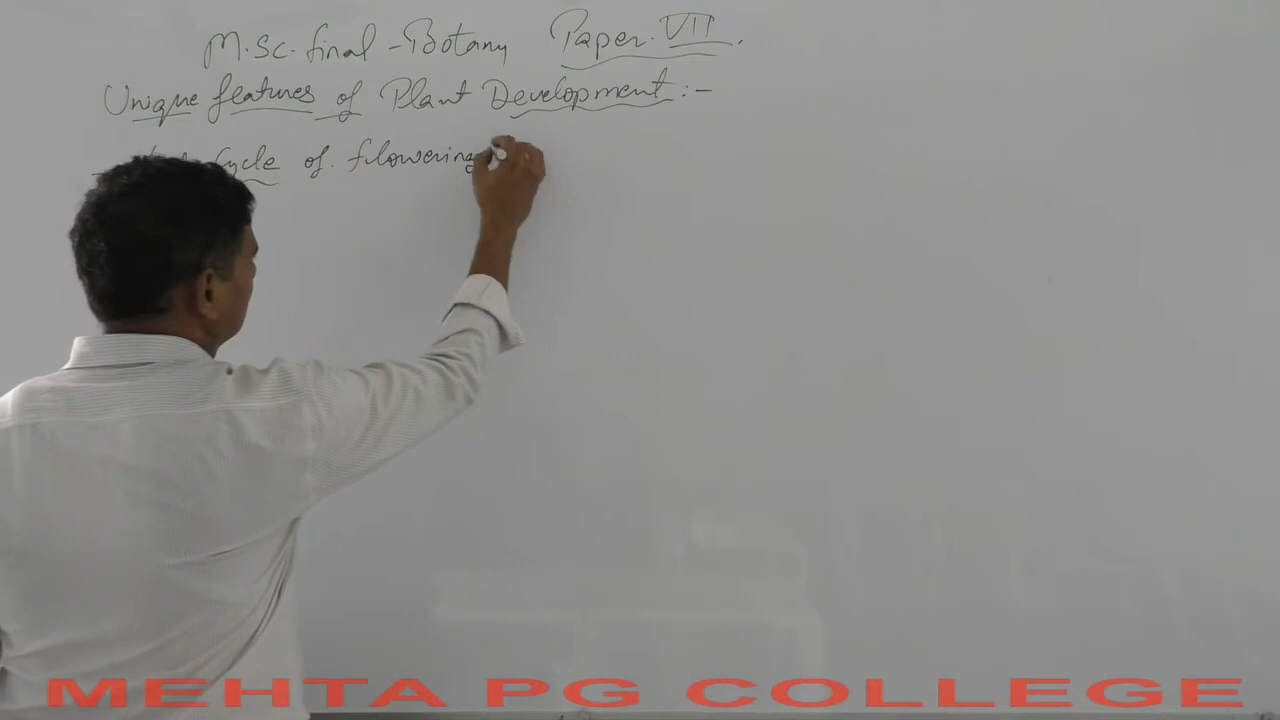 M.Sc. final - Botany Paper. VII.
Unique features of Plant Development :-
Cycle of. flowering
MEHTA PG COLLEGE